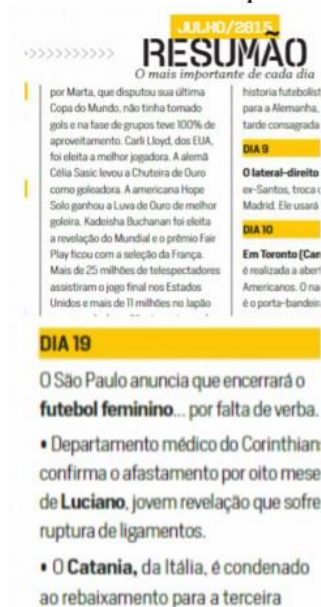 JULHO/2015
>>>>>>>>>>
RESUMÃO
O mais importante de cada dia
por Marta, que disputou sua última
Copa do Mundo, não tinha tomado
gols e na fase de grupos teve 100% de
aproveitamento. Carli Lloyd, dos EUA,
foi eleita a melhor jogadora. A alemã
Célia Sasic levou a Chuteira de Ouro
como goleadora. A americana Hope
Solo ganhou a Luva de Ouro de melhor
goleira. Kadeisha Buchanan foi eleita
a revelação do Mundial e o prêmio Fair
Play ficou com a seleção da França.
Mais de 25 milhões de telespectadores
assistiram o jogo final nos Estados
Unidos e mais de 11 milhões no Japão
historia futebolist
para a Alemanha,
tarde consagrada
DIA 9
O lateral-direito
ex-Santos, troca
Madrid. Ele usará
DIA 10
Em Toronto (Can
é realizada a abert
Americanos. O na
é o porta-bandein
DIA 19
O São Paulo anuncia que encerrará o
futebol feminino... por falta de verba.
• Departamento médico do Corinthian
confirma o afastamento por oito mese
de Luciano, jovem revelação que sofre
ruptura de ligamentos.
• O Catania, da Itália, é condenado
ao rebaixamento para a terceira